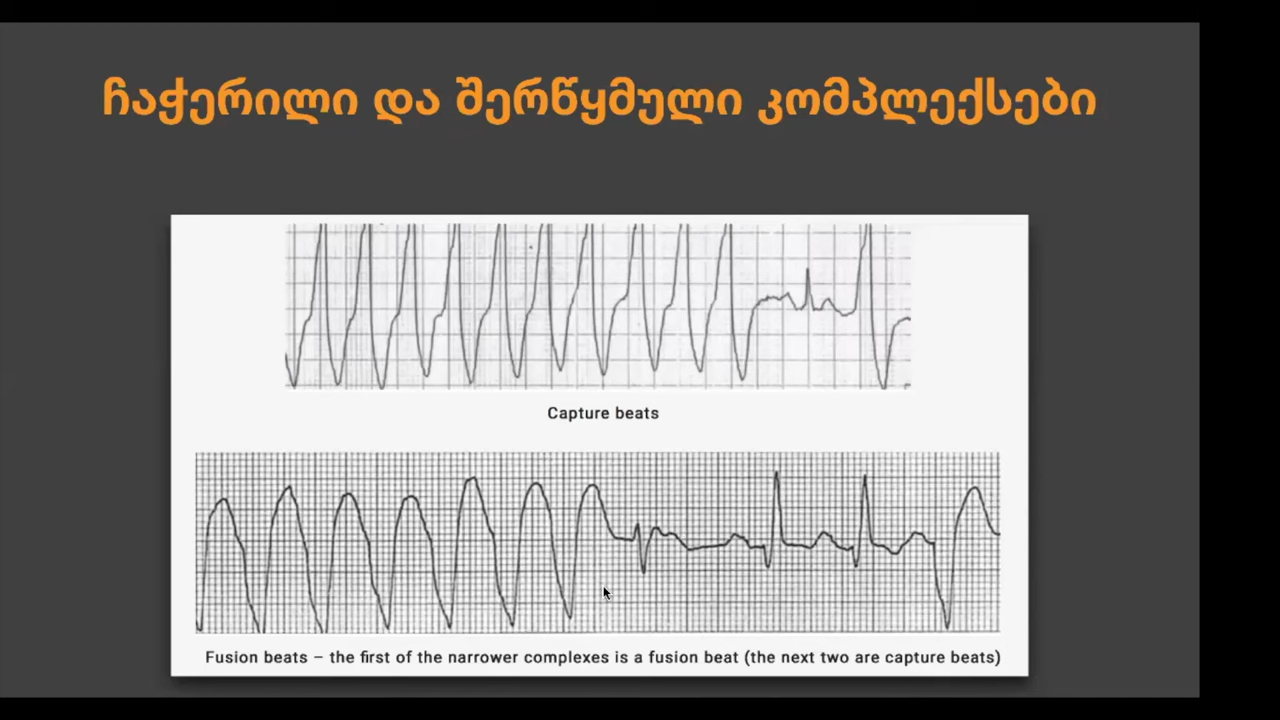 ჩაჭერილი და შერწყმული კომპლექსები
Capture beats
Fusion beats – the first of the narrower complexes is a fusion beat (the next two are capture beats)